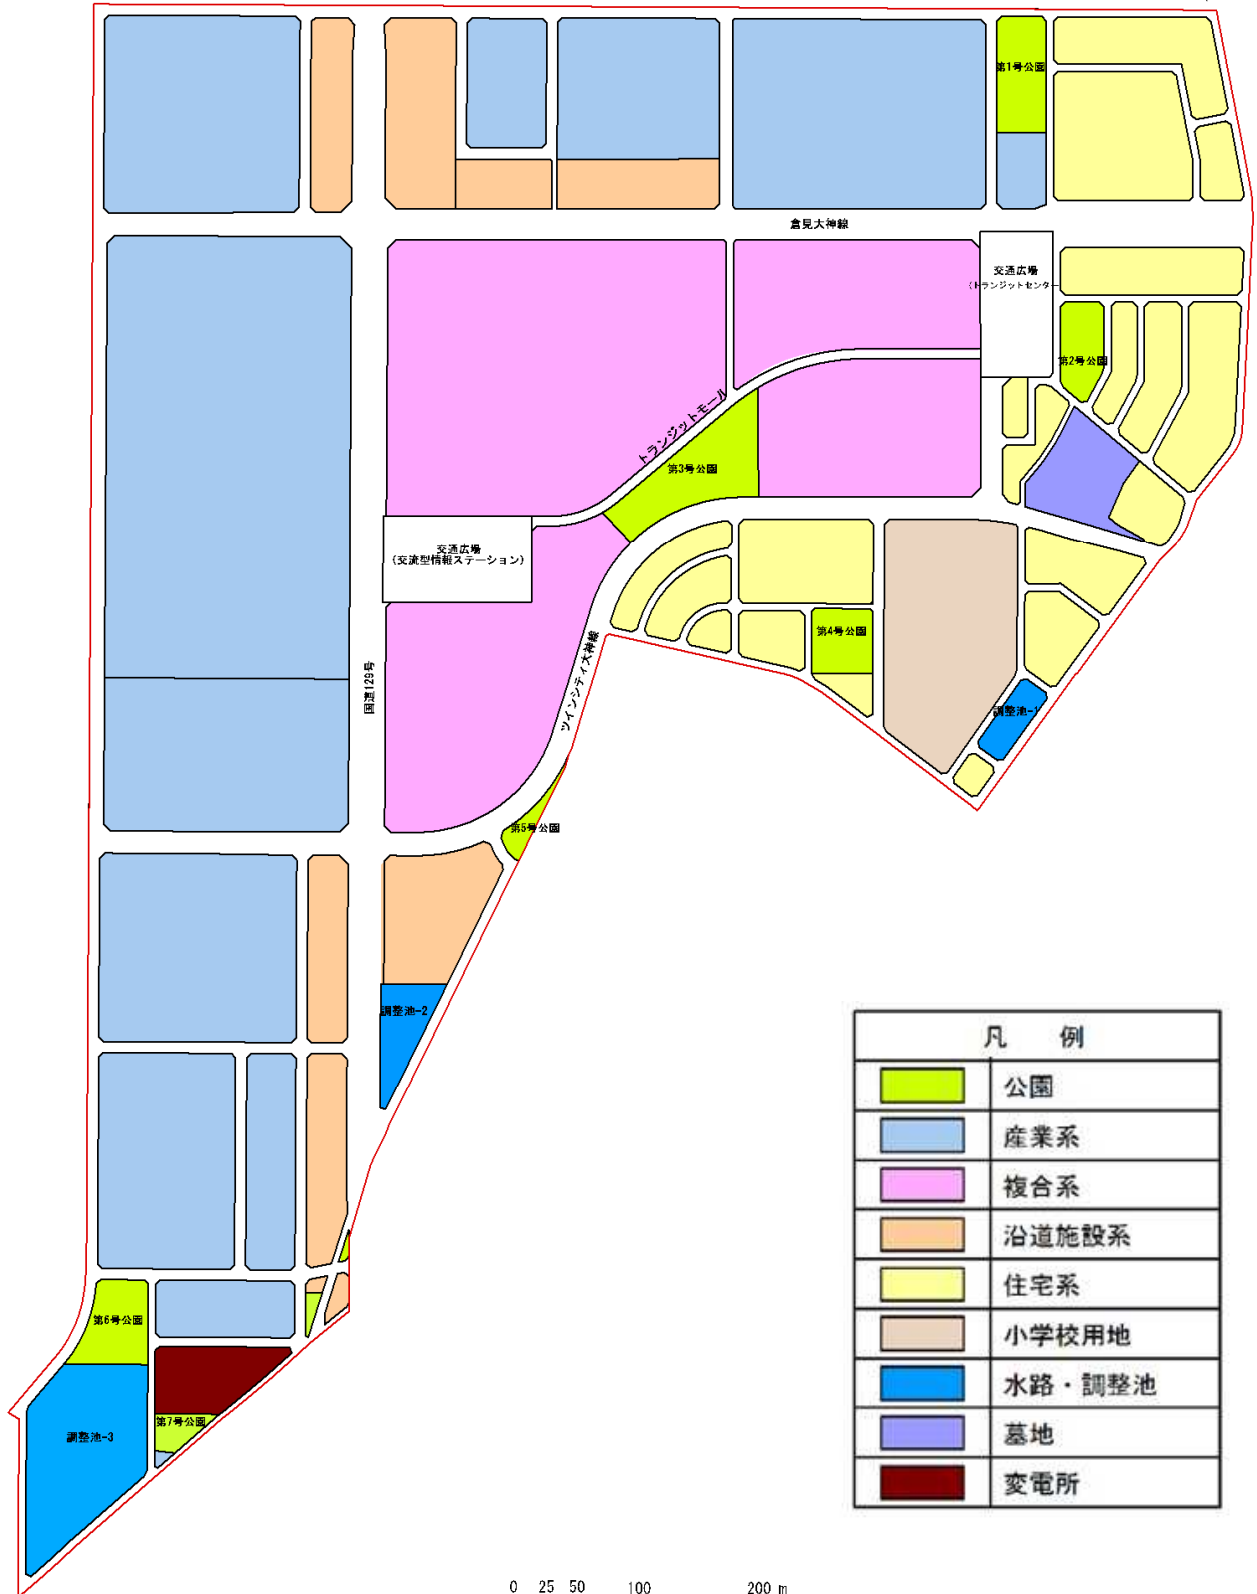 第1号公園
倉見大神線
交通広場
(トランジットセンター
第2号公園
トランジットモール
第3号公園
交通広場
(交流型情報ステーション)
第4号公園
国道129号
ツインシティ大神線
調整池-1
第5号公園
調整池-2
第6号公園
第7号公園
調整池-3
凡 例
公園
産業系
複合系
沿道施設系
住宅系
小学校用地
水路・調整池
墓地
変電所
0 25 50 100 200 m